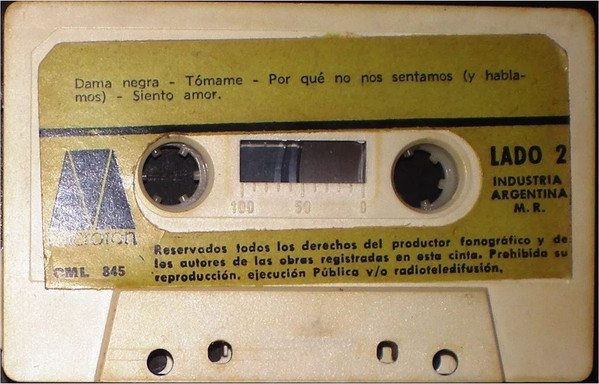 Dama negra - Tómame - Por qué no nos sentamos (y habla-
mos) - Siento amor.
LADO 2
INDUSTRIA
ARGENTINA
M. R.
100 50 0
microfon
CML 845
Reservados todos los derechos del productor fonográfico y de
los autores de las obras registradas en esta cinta. Prohibida su
reproducción, ejecución Pública y/o radioteledifusión.